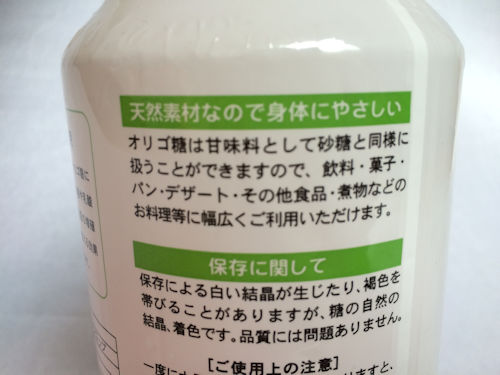 天然素材なので身体にやさしい
オリゴ糖は甘味料として砂糖と同様に
扱うことができますので、飲料・菓子・
パン・デザート・その他食品・煮物などの
お料理等に幅広くご利用いただけます。
保存に関して
保存による白い結晶が生じたり、褐色を
帯びることがありますが、糖の自然の
結晶、着色です。品質には問題ありません。
[ご使用上の注意]